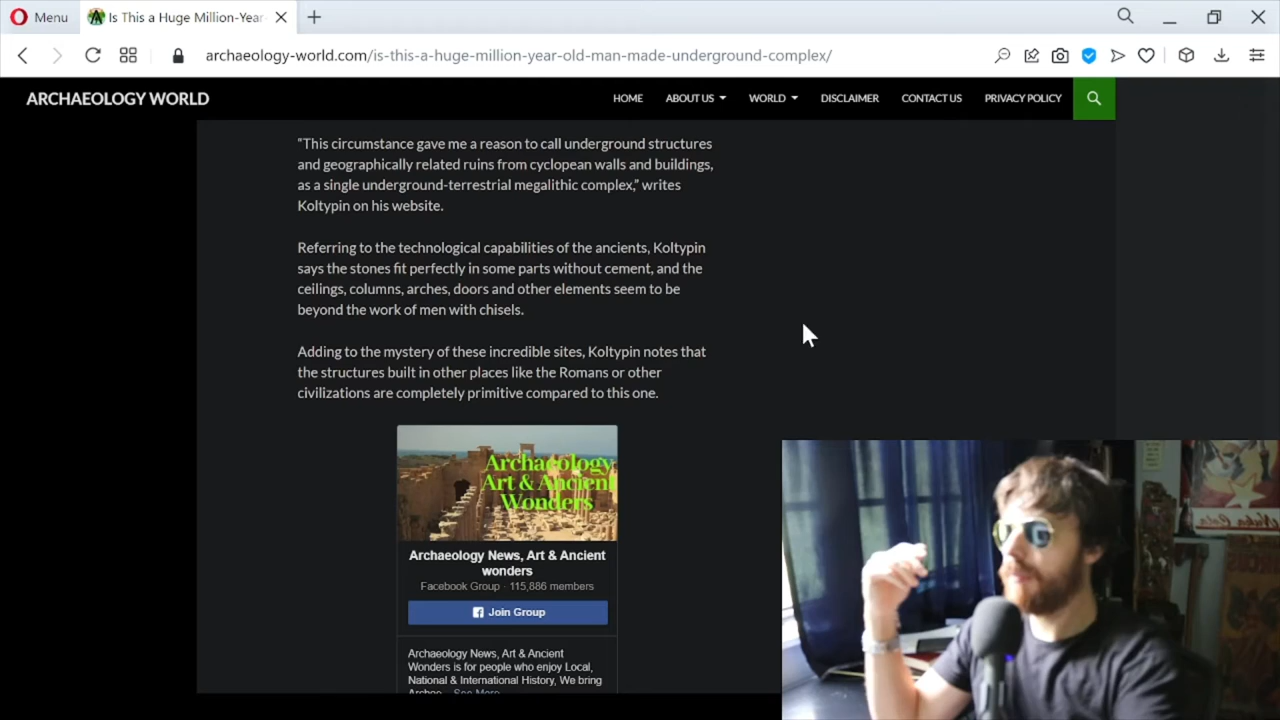 Menu
Is This a Huge Million-Year
archaeology-world.com/is-this-a-huge-million-year-old-man-made-underground-complex/
ARCHAEOLOGY WORLD
HOME
ABOUT US
WORLD
DISCLAIMER
CONTACT US
PRIVACY POLICY
"This circumstance gave me a reason to call underground structures
and geographically related ruins from cyclopean walls and buildings,
as a single underground-terrestrial megalithic complex,” writes
Koltypin on his website.
Referring to the technological capabilities of the ancients, Koltypin
says the stones fit perfectly in some parts without cement, and the
ceilings, columns, arches, doors and other elements seem to be
beyond the work of men with chisels.
Adding to the mystery of these incredible sites, Koltypin notes that
the structures built in other places like the Romans or other
civilizations are completely primitive compared to this one.
Archaeology
Art & Ancient
Wonders
Archaeology News, Art & Ancient
wonders
Facebook Group · 115,886 members
Join Group
Archaeology News, Art & Ancient
Wonders is for people who enjoy Local,
National & International History, We bring
See More